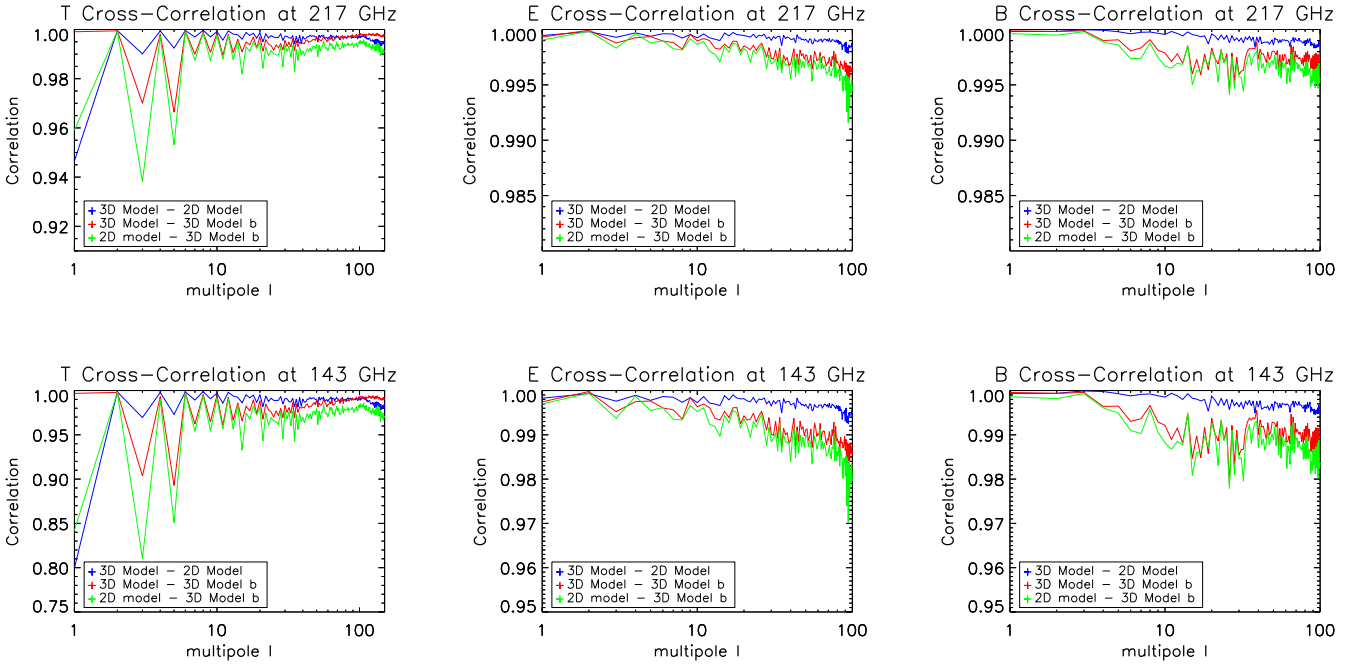 T Cross-Correlation at 217 GHz
1.00
0.98
0.96
0.94
0.92
Correlation
3D Model - 2D Model
3D Model - 3D Model b
2D model - 3D Model b
1 10 100
multipole l
E Cross-Correlation at 217 GHz
1.000
0.995
0.990
0.985
Correlation
3D Model - 2D Model
3D Model - 3D Model b
2D model - 3D Model b
1 10 100
multipole l
B Cross-Correlation at 217 GHz
1.000
0.995
0.990
0.985
Correlation
3D Model - 2D Model
3D Model - 3D Model b
2D model - 3D Model b
1 10 100
multipole l
T Cross-Correlation at 143 GHz
1.00
0.95
0.90
0.85
0.80
0.75
Correlation
3D Model - 2D Model
3D Model - 3D Model b
2D model - 3D Model b
1 10 100
multipole l
E Cross-Correlation at 143 GHz
1.00
0.99
0.98
0.97
0.96
0.95
Correlation
3D Model - 2D Model
3D Model - 3D Model b
2D model - 3D Model b
1 10 100
multipole l
B Cross-Correlation at 143 GHz
1.00
0.99
0.98
0.97
0.96
0.95
Correlation
3D Model - 2D Model
3D Model - 3D Model b
2D model - 3D Model b
1 10 100
multipole l